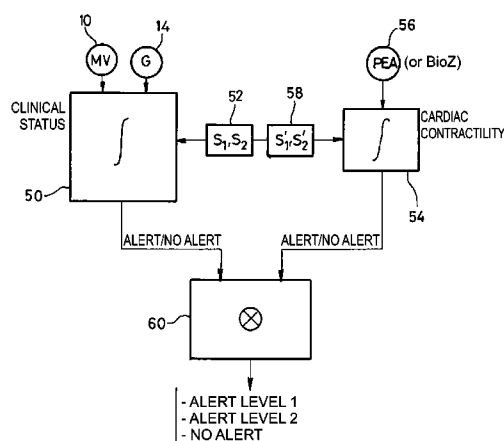 10
14
56
MV
G
PEA (or BioZ)
CLINICAL
STATUS
52
58
S₁,S₂
S'₁,S'₂
CARDIAC
CONTRACTILITY
∫
∫
50
54
ALERT/NO ALERT
ALERT/NO ALERT
60
⊗
- ALERT LEVEL 1
- ALERT LEVEL 2
- NO ALERT